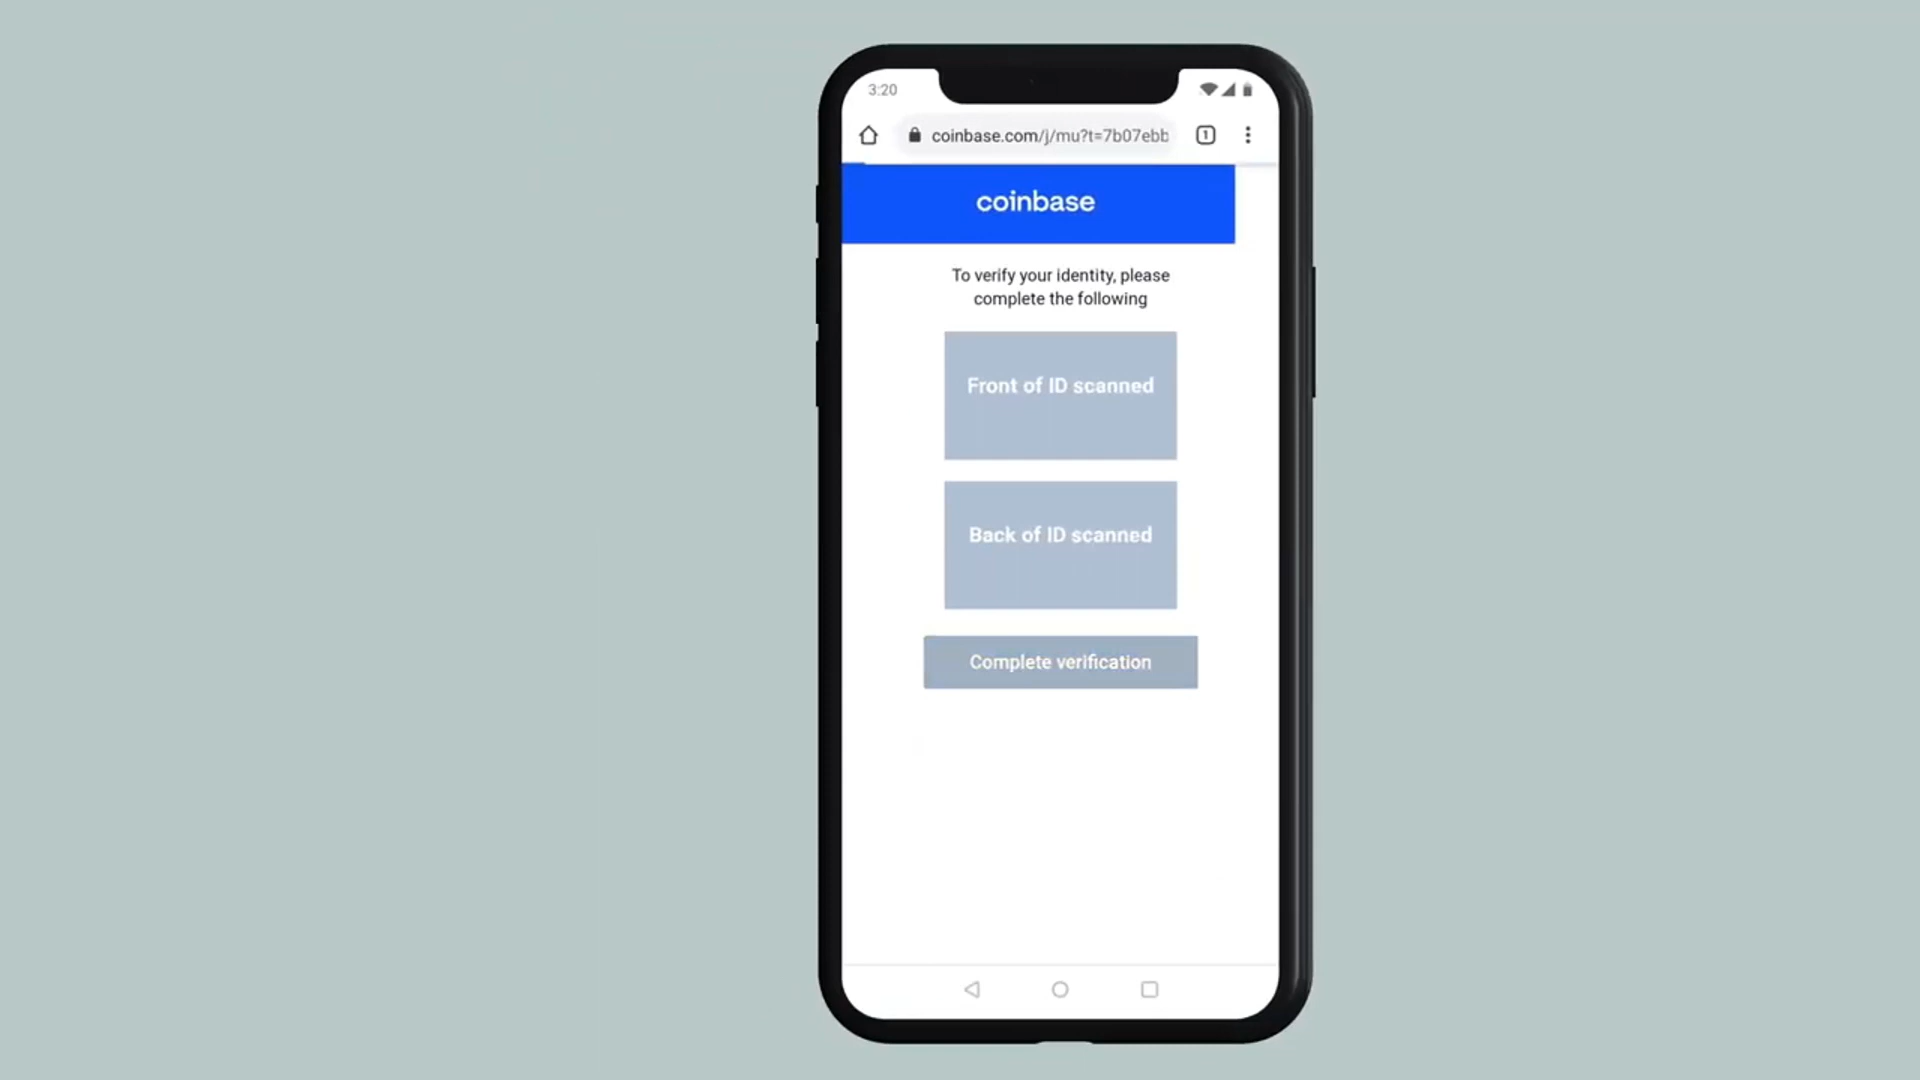 3:20
coinbase.com/j/mu?t=7b07ebb
1
coinbase
To verify your identity, please
complete the following
Front of ID scanned
Back of ID scanned
Complete verification